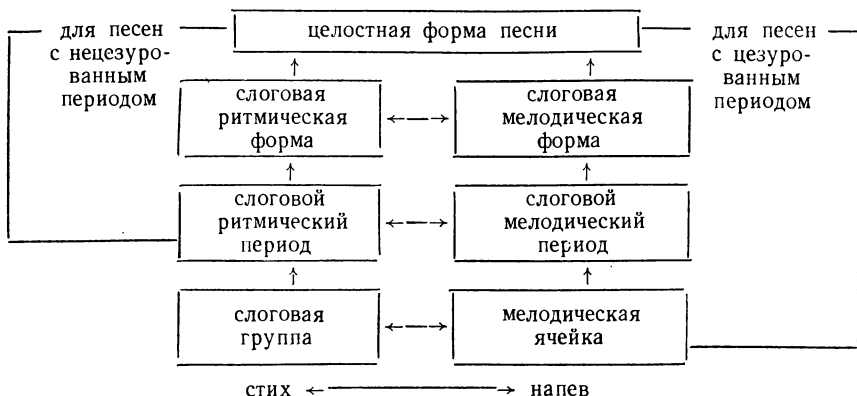 для песен
с нецезуро-
ванным
периодом
целостная форма песни
для песен
с цезуро-
ванным
периодом
слоговая
ритмическая
форма
слоговая
мелодическая
форма
слоговой
ритмический
период
слоговой
мелодический
период
слоговая
группа
мелодическая
ячейка
стих
напев